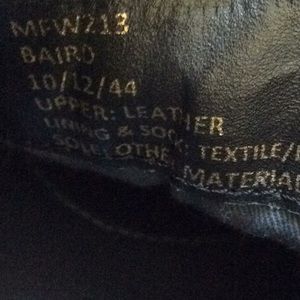 MFW213
BAIRD
10/12/44
UPPER: LEATHER
LINING & SOCK: TEXTILE/
SOLE: OTHER MATERIAL